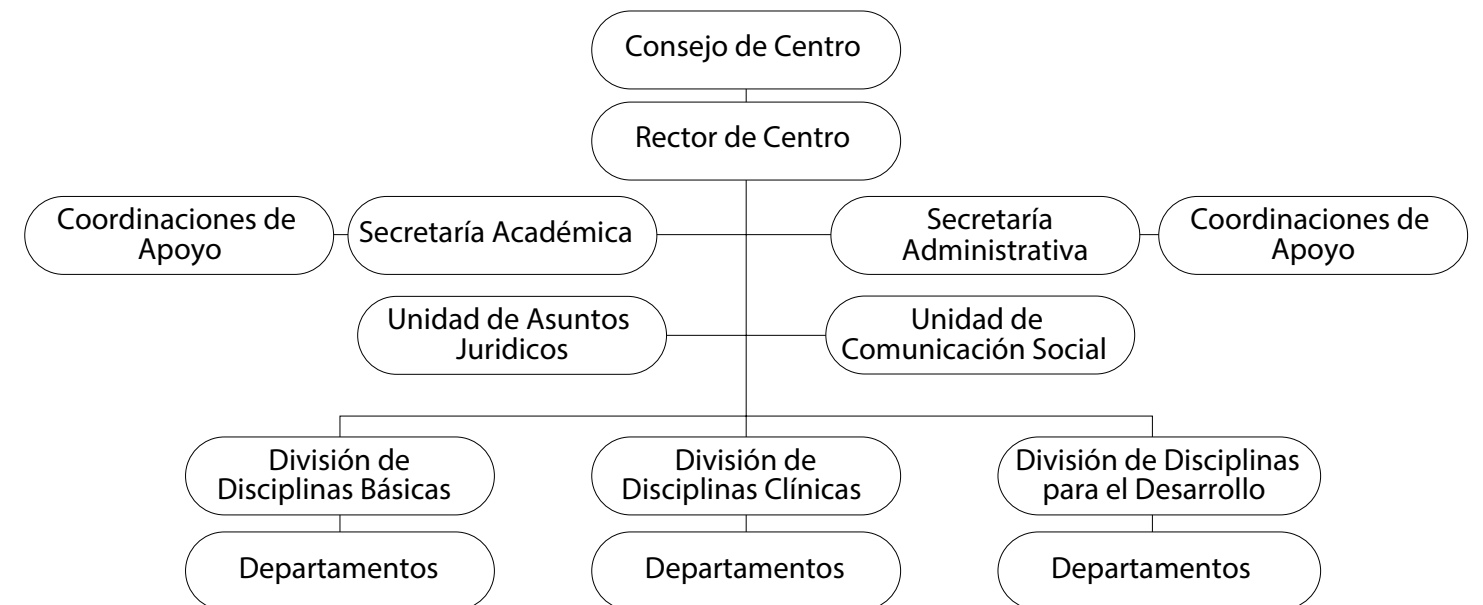 Consejo de Centro
Rector de Centro
Coordinaciones de
Apoyo
Secretaría Académica
Secretaría
Administrativa
Coordinaciones de
Apoyo
Unidad de Asuntos
Juridicos
Unidad de
Comunicación Social
División de
Disciplinas Básicas
División de
Disciplinas Clínicas
División de Disciplinas
para el Desarrollo
Departamentos
Departamentos
Departamentos